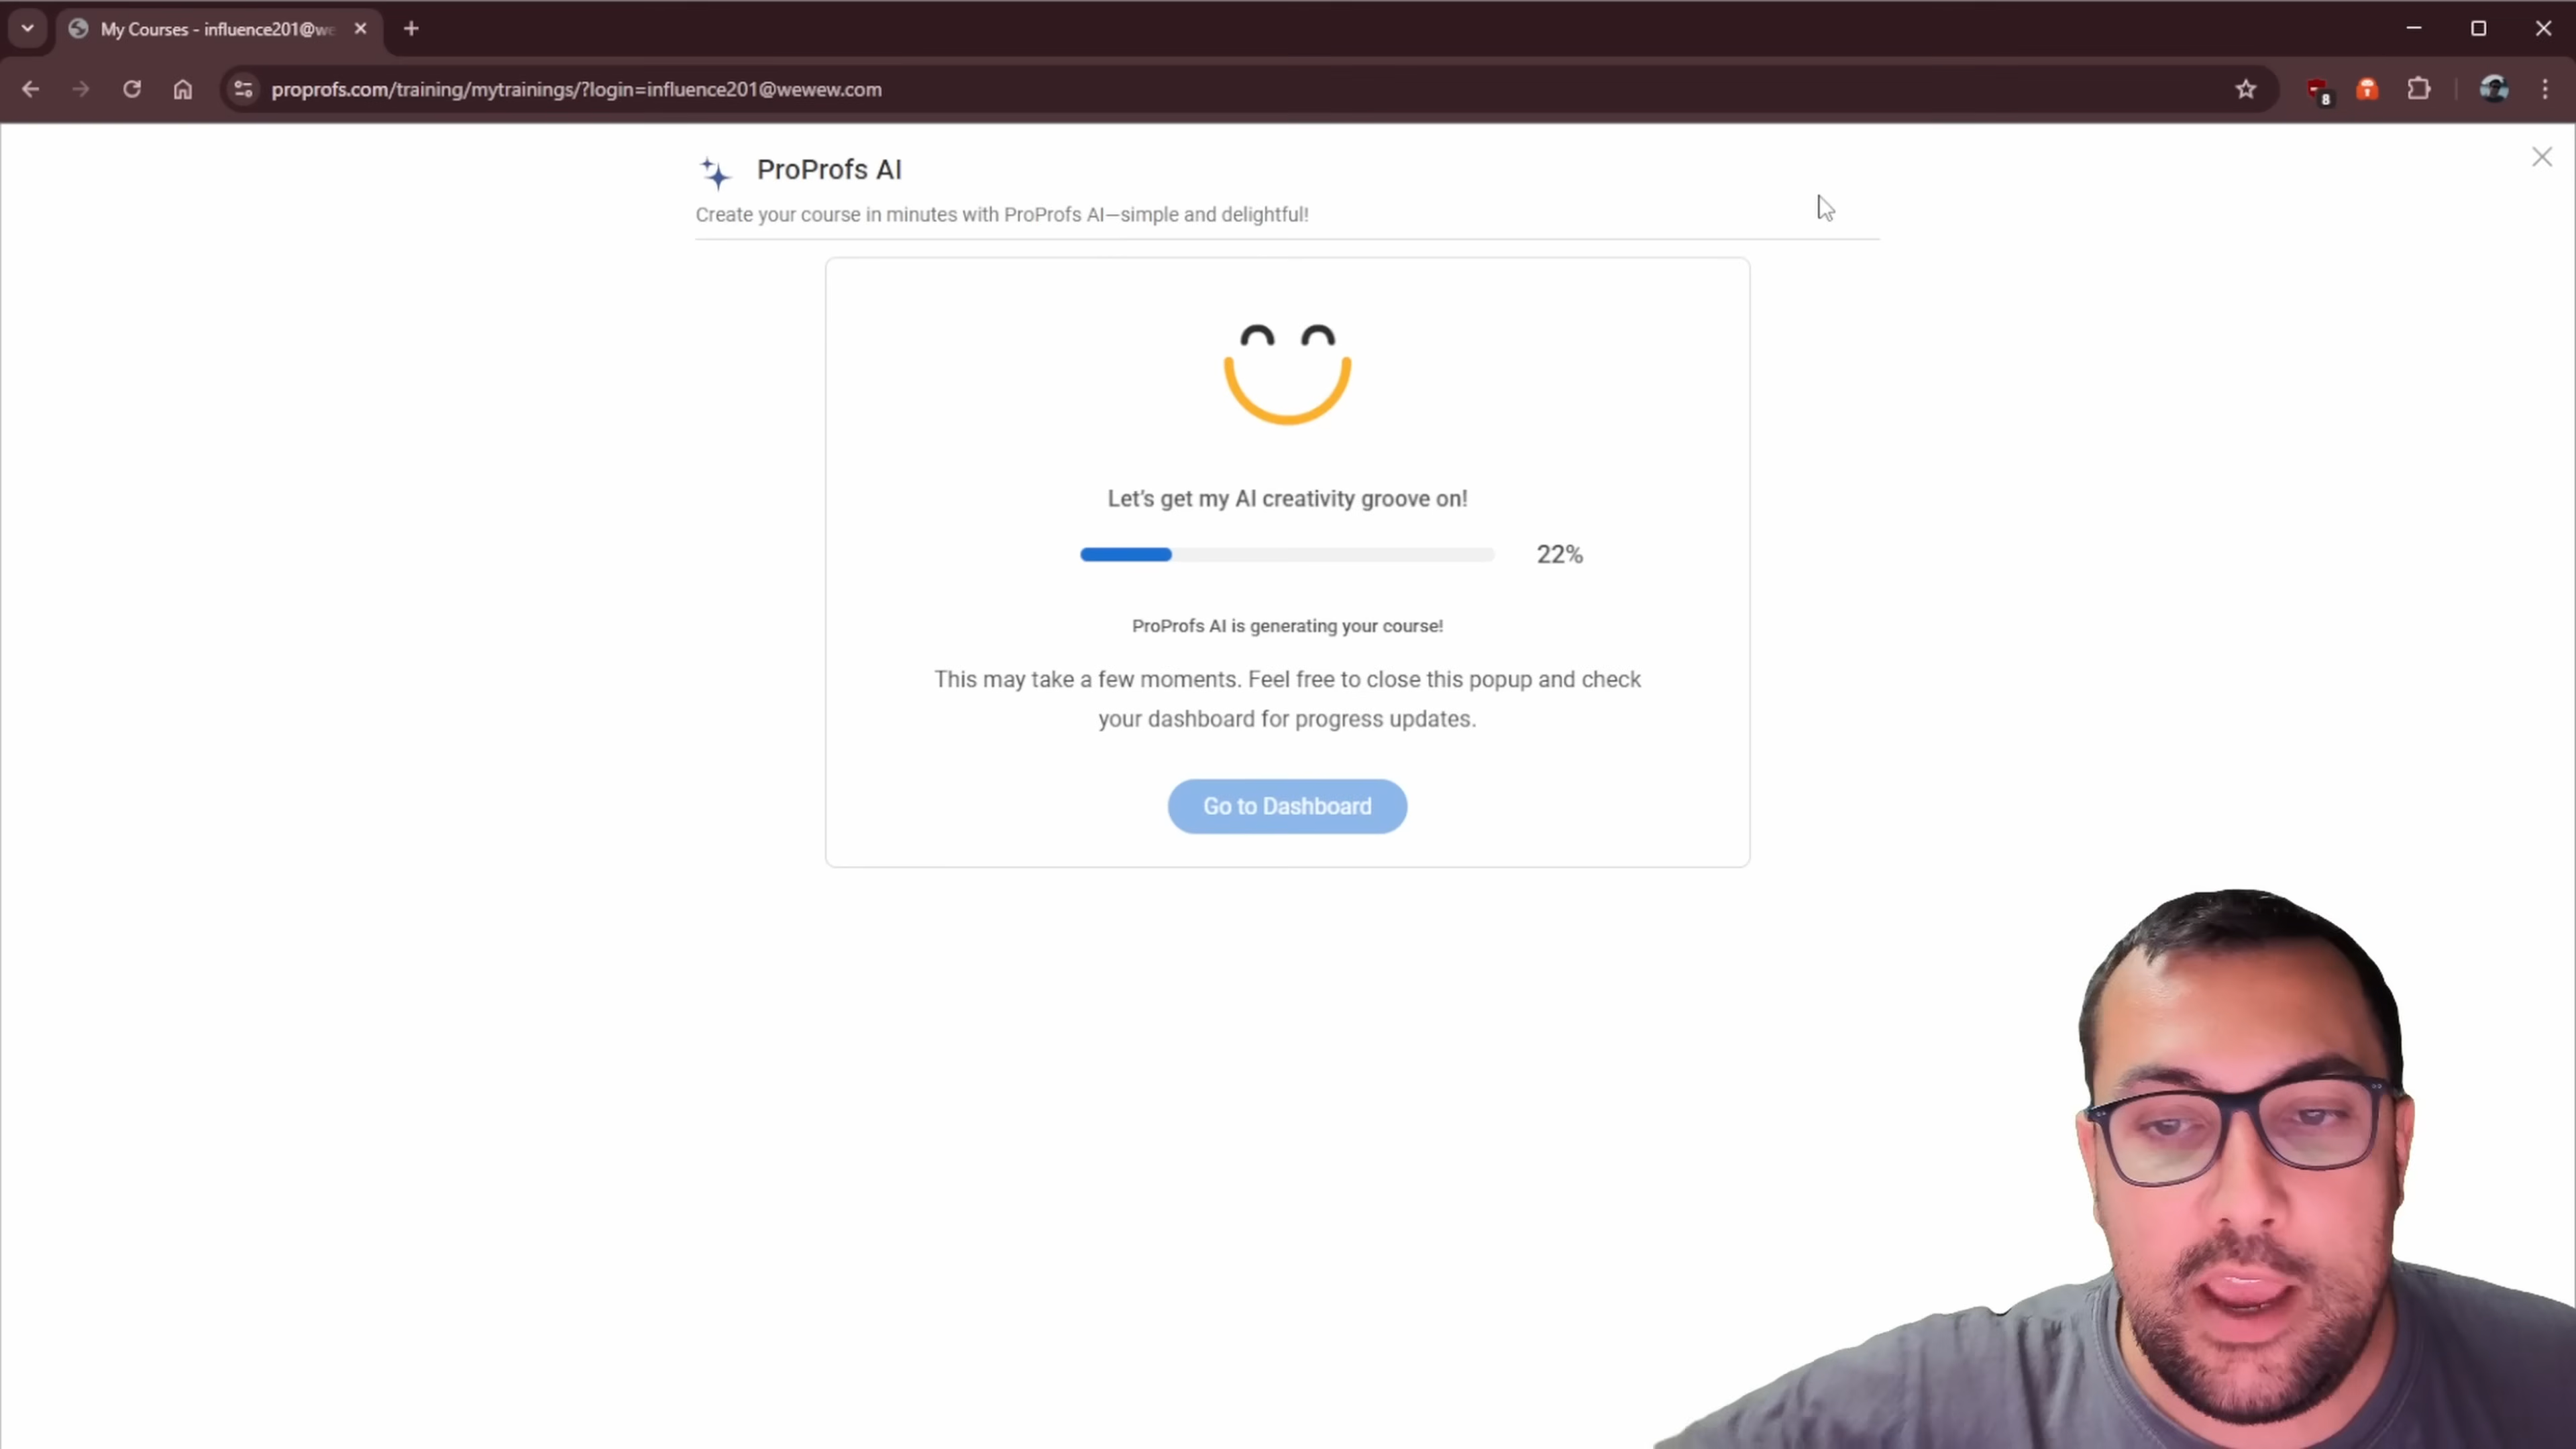 My Courses - influence201@we
proprofs.com/training/mytrainings/?login=influence201@wewew.com
8
ProProfs AI
Create your course in minutes with ProProfs AI—simple and delightful!
Let's get my AI creativity groove on!
22%
ProProfs AI is generating your course!
This may take a few moments. Feel free to close this popup and check
your dashboard for progress updates.
Go to Dashboard